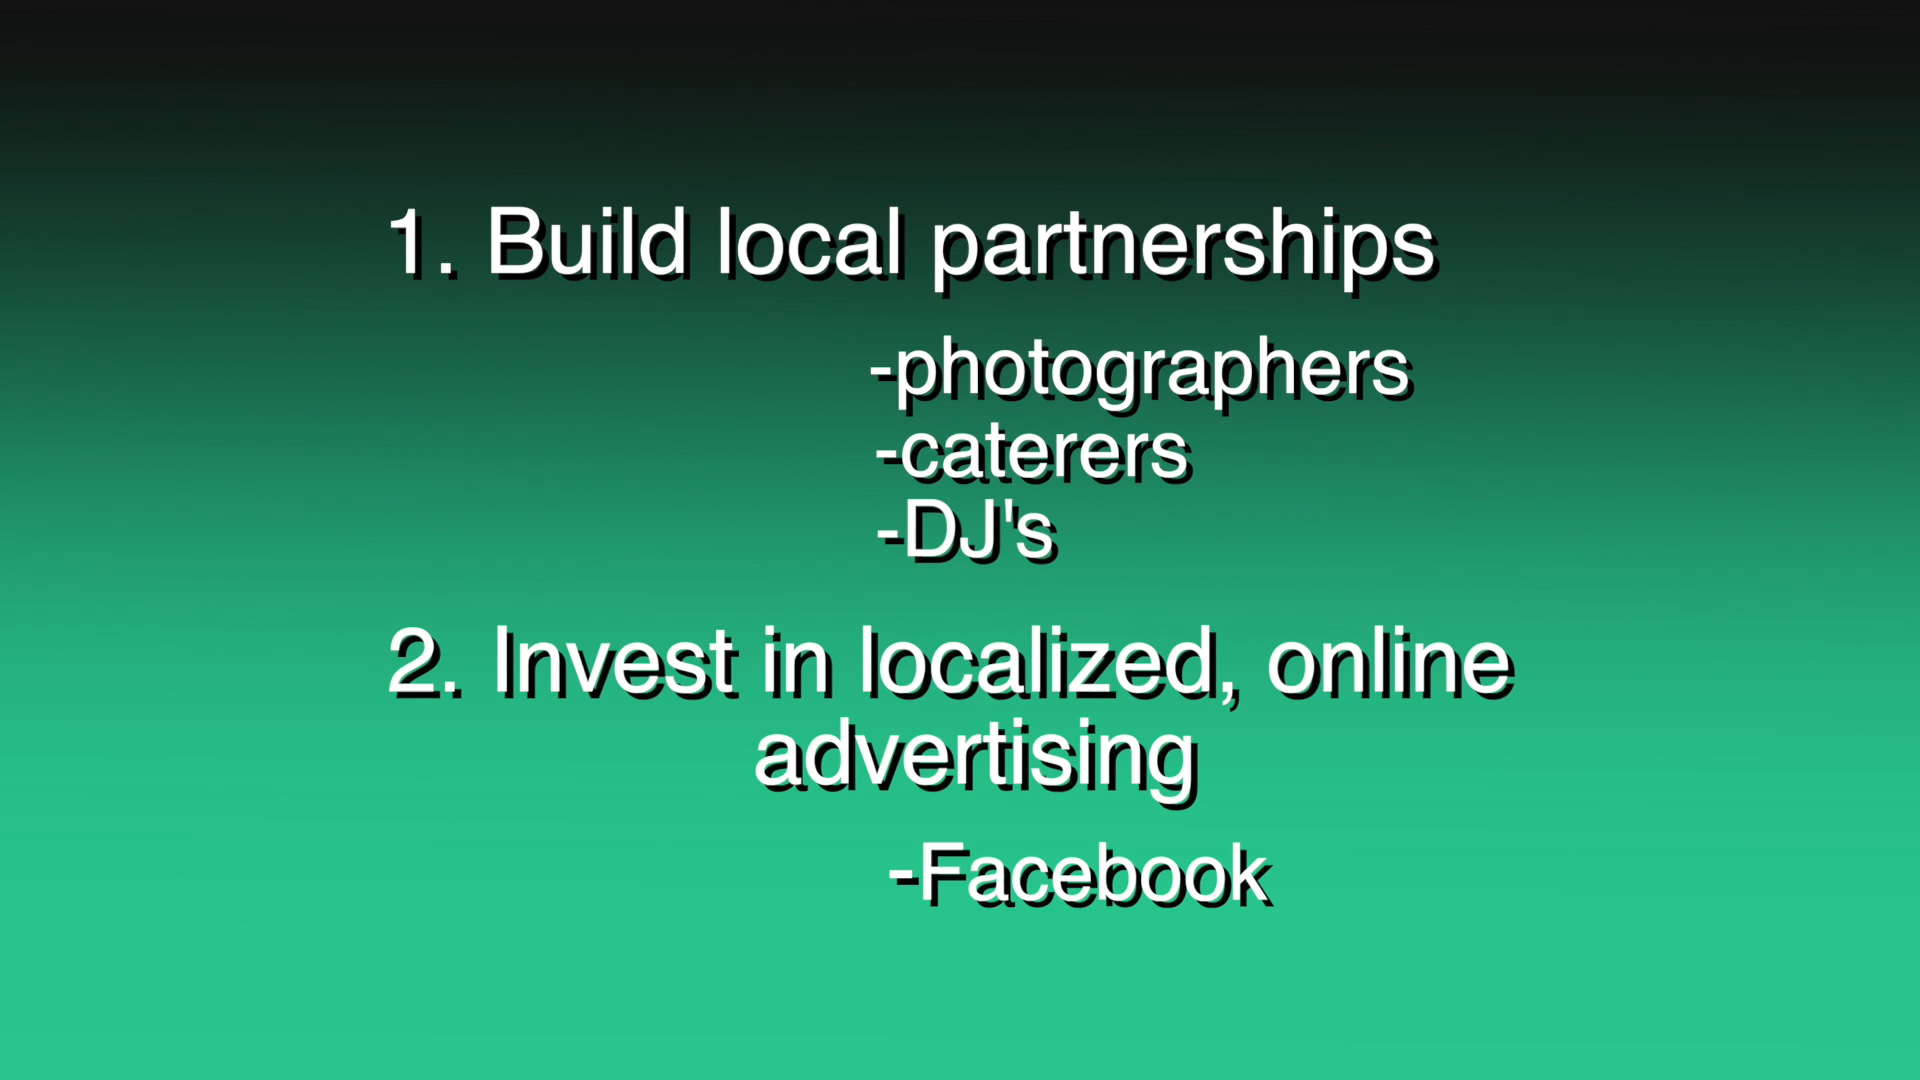 1. Build local partnerships
-photographers
-caterers
-DJ's
2. Invest in localized, online
advertising
-Facebook